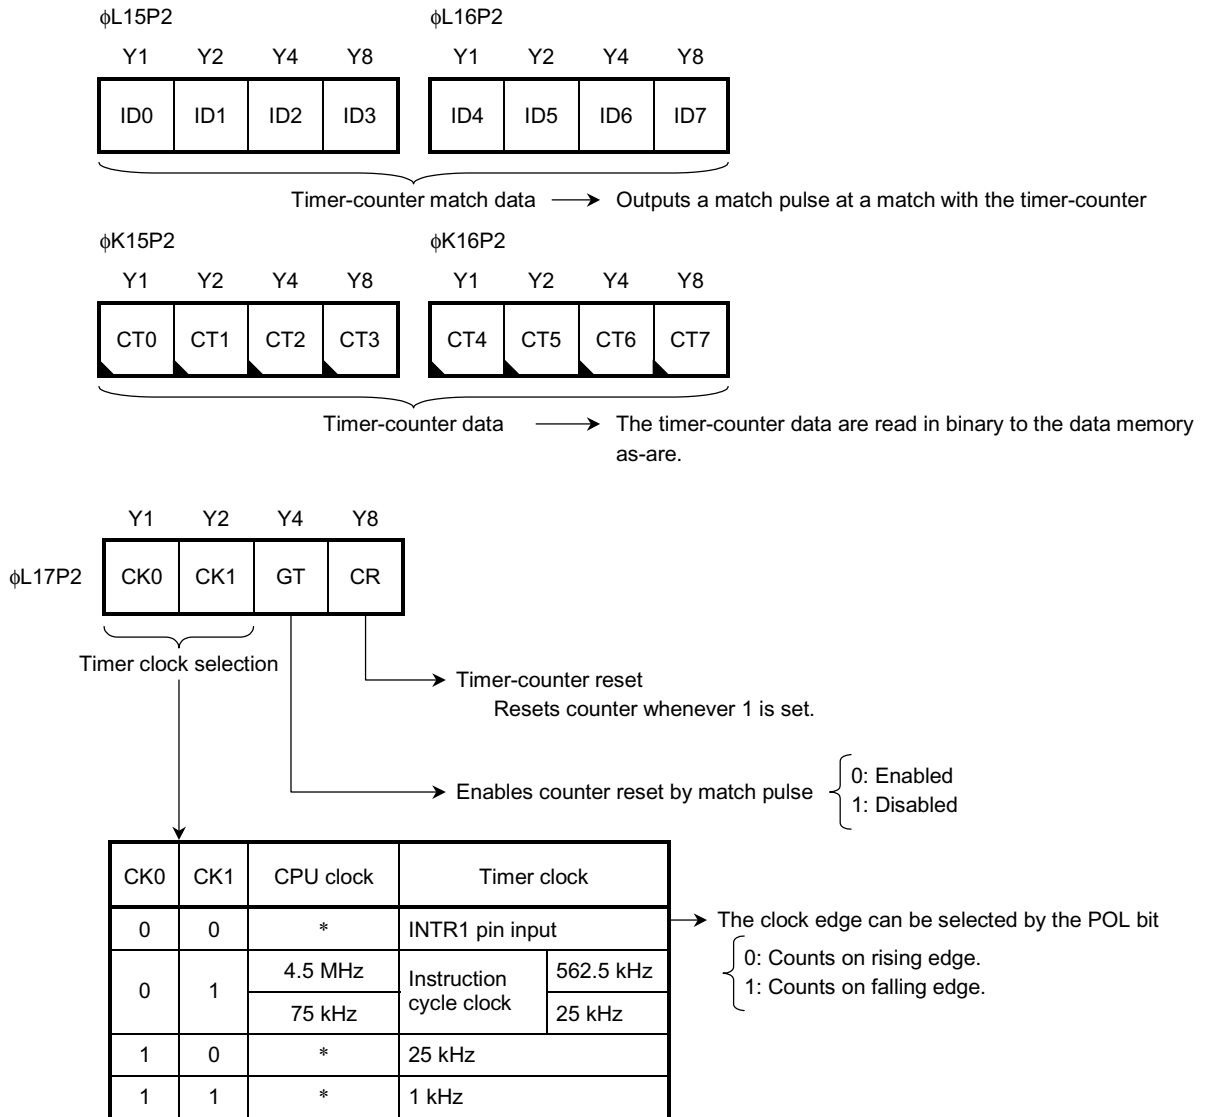 ϕL15P2 ϕL16P2
Y1 Y2 Y4 Y8 Y1 Y2 Y4 Y8
ID0 ID1 ID2 ID3 ID4 ID5 ID6 ID7
Timer-counter match data Outputs a match pulse at a match with the timer-counter
ϕK15P2 ϕK16P2
Y1 Y2 Y4 Y8 Y1 Y2 Y4 Y8
CT0 CT1 CT2 CT3 CT4 CT5 CT6 CT7
Timer-counter data The timer-counter data are read in binary to the data memory
as-are.
Y1 Y2 Y4 Y8
ϕL17P2 CK0 CK1 GT CR
Timer clock selection
Timer-counter reset
Resets counter whenever 1 is set.
Enables counter reset by match pulse
0: Enabled
1: Disabled
CK0 CK1 CPU clock Timer clock
0 0 * INTR1 pin input
The clock edge can be selected by the POL bit
0: Counts on rising edge.
1: Counts on falling edge.
0 1 4.5 MHz Instruction cycle clock 562.5 kHz
75 kHz 25 kHz
1 0 * 25 kHz
1 1 * 1 kHz